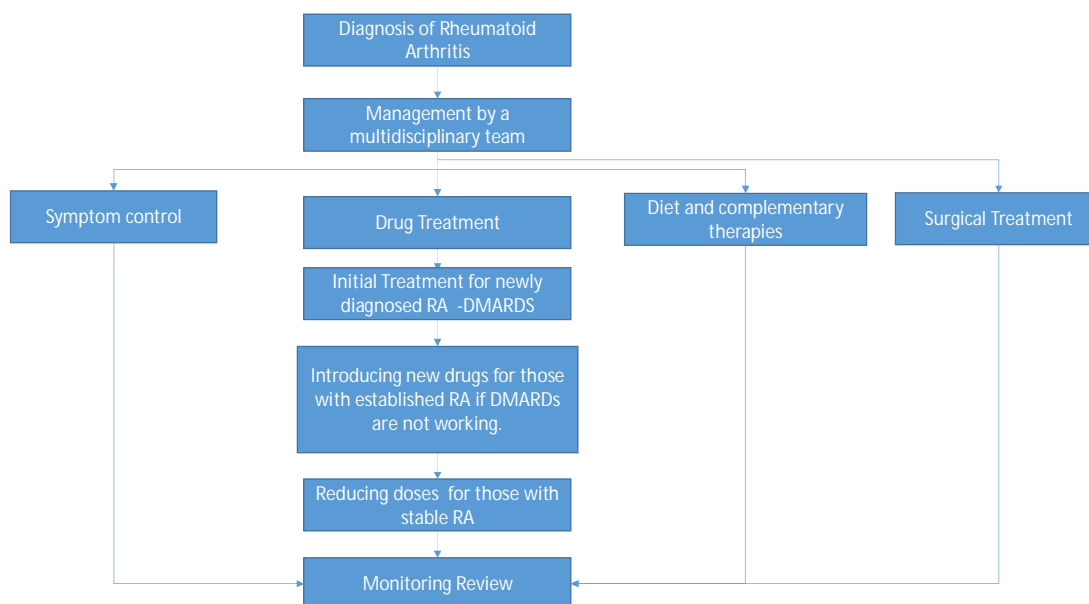 Diagnosis of Rheumatoid
Arthritis
Management by a
multidisciplinary team
Symptom control
Drug Treatment
Diet and complementary
therapies
Surgical Treatment
Initial Treatment for newly
diagnosed RA -DMARDS
Introducing new drugs for those
with established RA if DMARDs
are not working.
Reducing doses for those with
stable RA
Monitoring Review